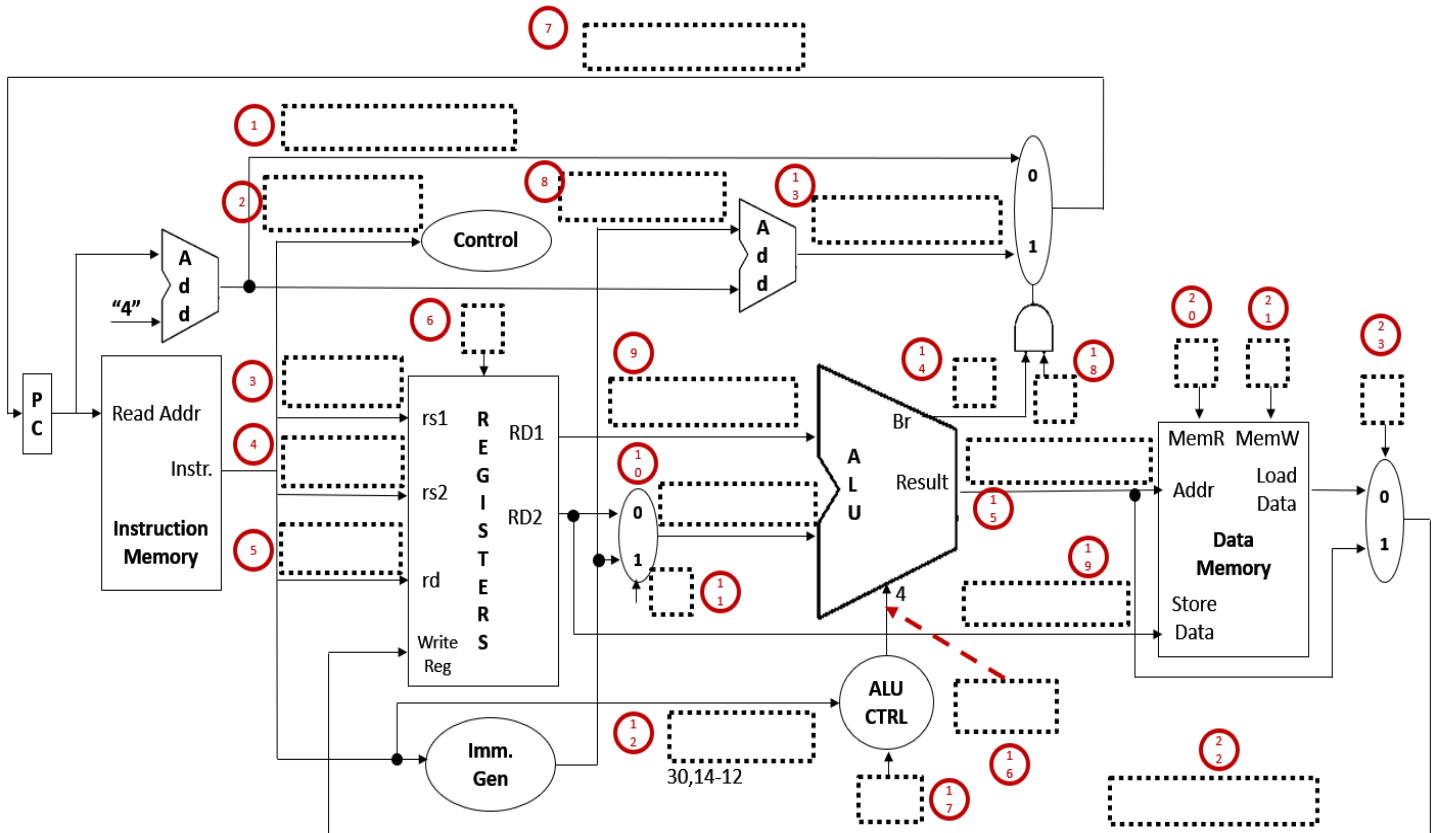 7
1
2
8
1
3
Control
A
d
d
"4"
A
d
d
0
1
6
3
4
5
9
1
4
1
8
2
0
2
1
2
3
P
C
Read Addr
Instr.
Instruction
Memory
rs1
rs2
rd
Write
Reg
R
E
G
I
S
T
E
R
S
RD1
RD2
1
0
0
1
1
1
A
L
U
Br
Result
4
1
5
MemR MemW
Addr
Load
Data
Data
Memory
Store
Data
0
1
1
9
ALU
CTRL
Imm.
Gen
1
2
30,14-12
1
6
1
7
2
2